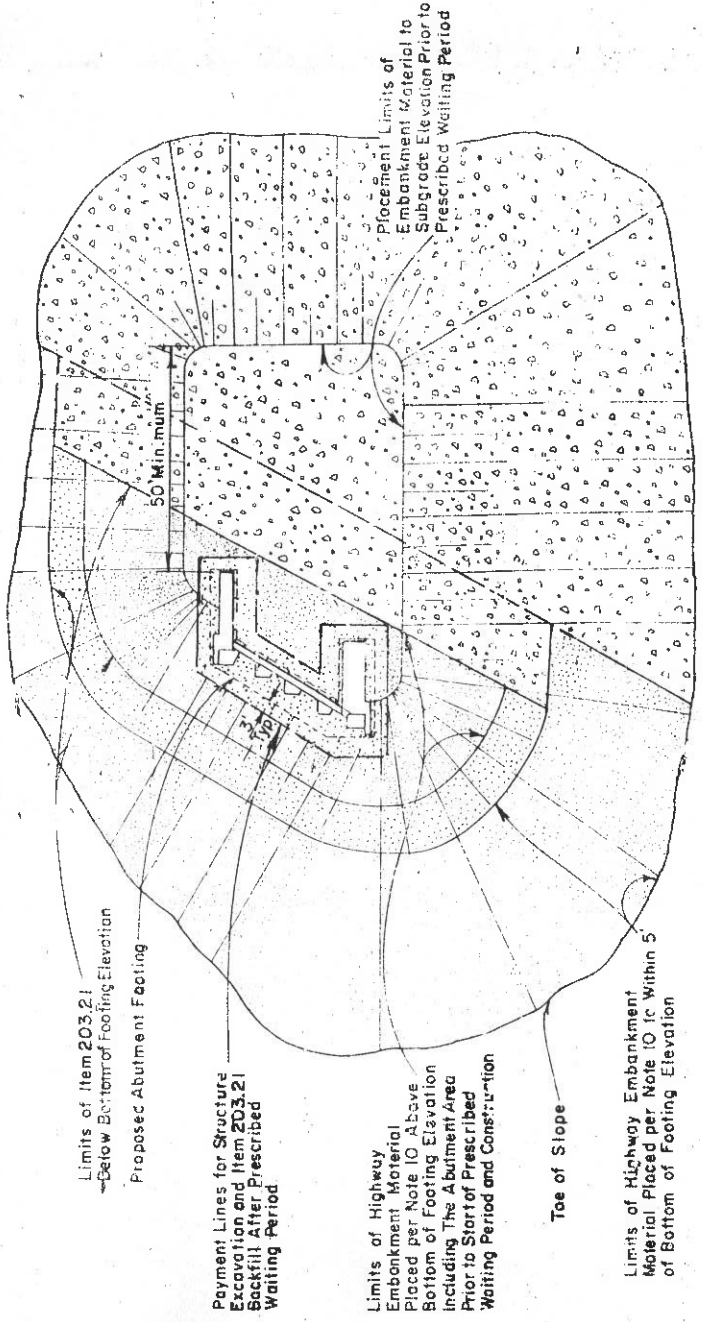 Limits of Item 203.21
Below Bottom of Footing Elevation
Proposed Abutment Footing
Payment Lines for Structure
Excavation and Item 203.21
Backfill After Prescribed
Waiting Period
Limits of Highway
Embankment Material
Placed per Note 10 Above
Bottom of Footing Elevation
Including The Abutment Area
Prior to Start of Prescribed
Waiting Period and Construction
Toe of Slope
Limits of Highway Embankment
Material Placed per Note 10 to Within 5'
of Bottom of Footing Elevation
50' Minimum
3'
Typ.
Placement Limits of
Embankment Material to
Subgrade Elevation Prior to
Prescribed Waiting Period